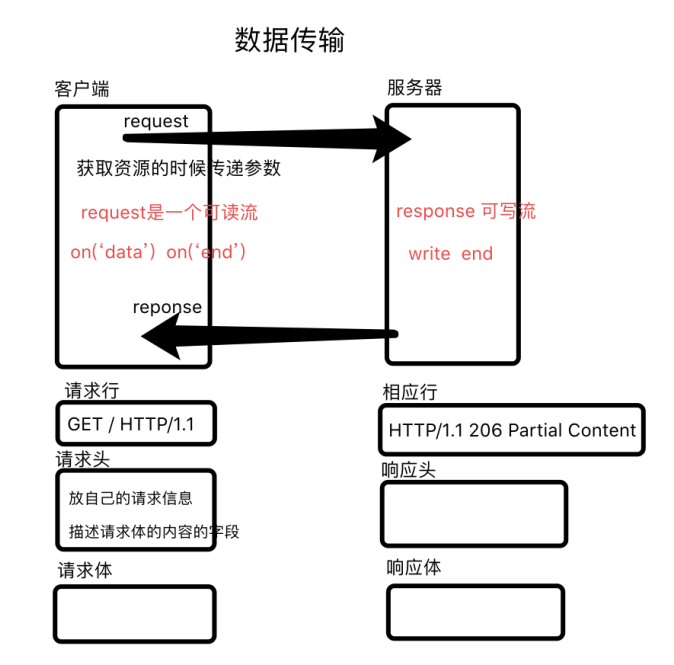 数据传输
客户端
服务器
request
获取资源的时候传递参数
request是一个可读流
response 可写流
on(‘data’) on(‘end’)
write end
reponse
请求行
相应行
GET / HTTP/1.1
HTTP/1.1 206 Partial Content
请求头
响应头
放自己的请求信息
描述请求体的内容的字段
请求体
响应体